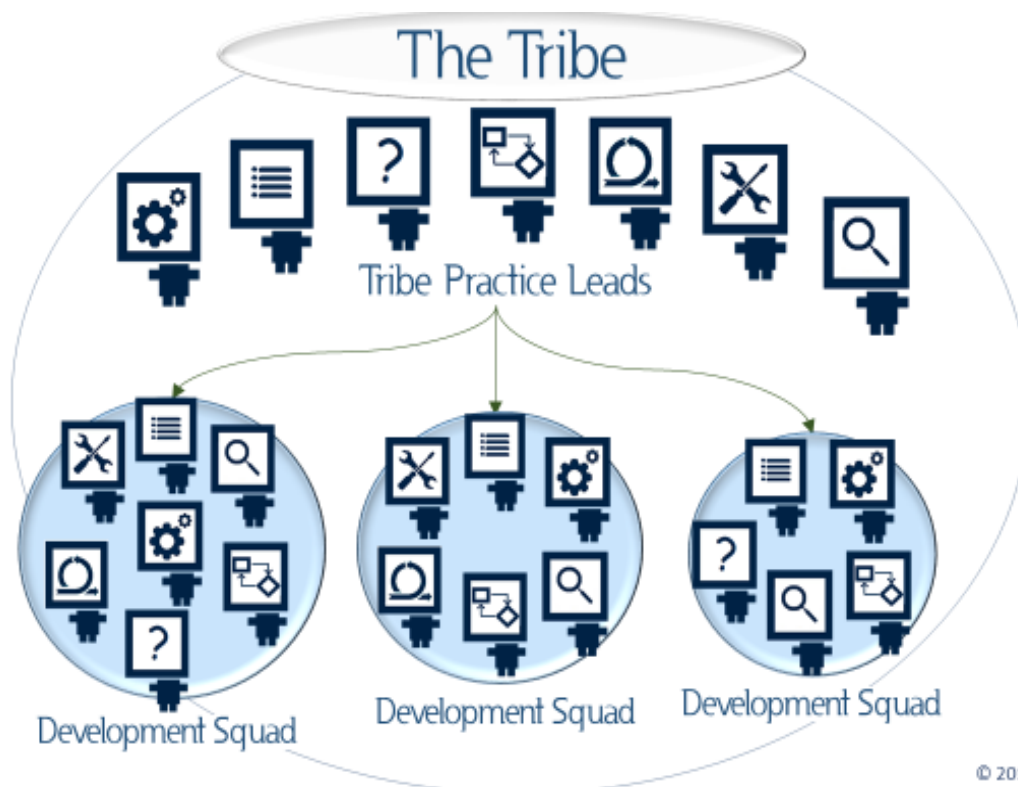 The Tribe
?
Tribe Practice Leads
?
?
Development Squad
Development Squad
Development Squad
© 20